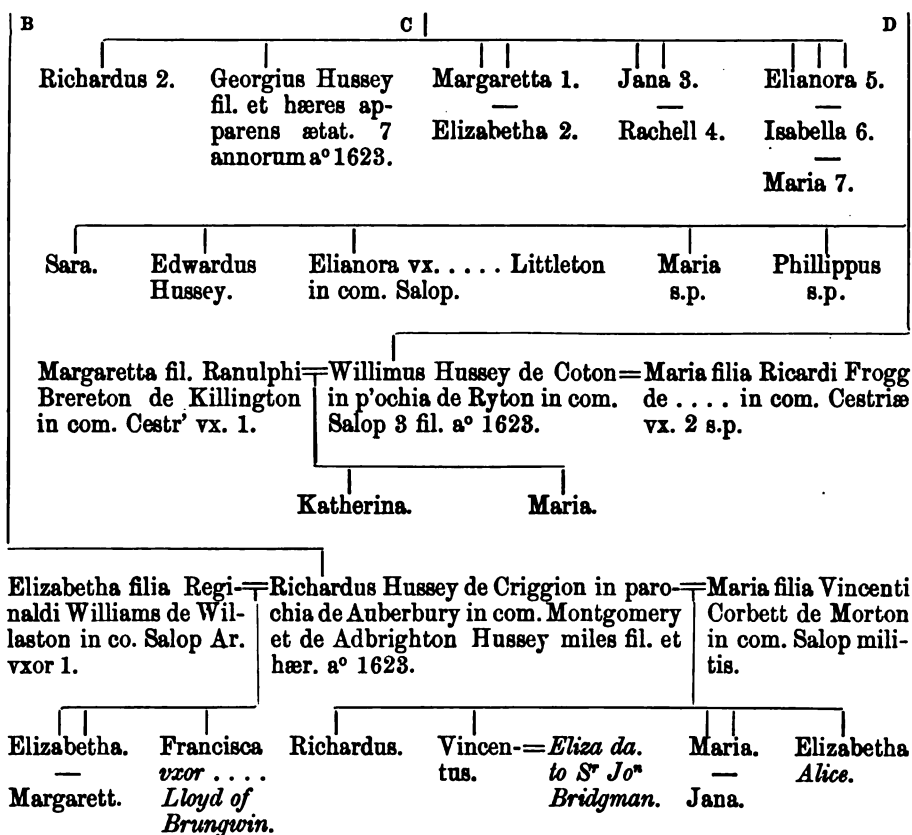 B C D
Richardus 2. Georgius Hussey Margaretta 1. Jana 3. Elianora 5.
fil. et hæres ap-
parens ætat. 7 Elizabetha 2. Rachell 4. Isabella 6.
annorum aº 1623.
Maria 7.
Sara. Edwardus Elianora vx. . . . . . Littleton Maria Phillippus
Hussey. in com. Salop. s.p. s.p.
Margaretta fil. Ranulphi=Willimus Hussey de Coton=Maria filia Ricardi Frogg
Brereton de Killington in p'ochia de Ryton in com. de . . . . in com. Cestriæ
in com. Cestr' vx. 1. Salop 3 fil. aº 1623. vx. 2 s.p.
Katherina. Maria.
Elizabetha filia Regi-=Richardus Hussey de Criggion in paro-=Maria filia Vincenti
naldi Williams de Wil- chia de Auberbury in com. Montgomery Corbett de Morton
laston in co. Salop Ar. et de Adbrighton Hussey miles fil. et in com. Salop mili-
vxor 1. hær. aº 1623. tis.
Elizabetha. Francisca Richardus. Vincen-=Eliza da. Maria. Elizabetha
— vxor . . . . tus. to Sʳ Joⁿ — Alice.
Margarett. Lloyd of Bridgman. Jana.
Brungwin.